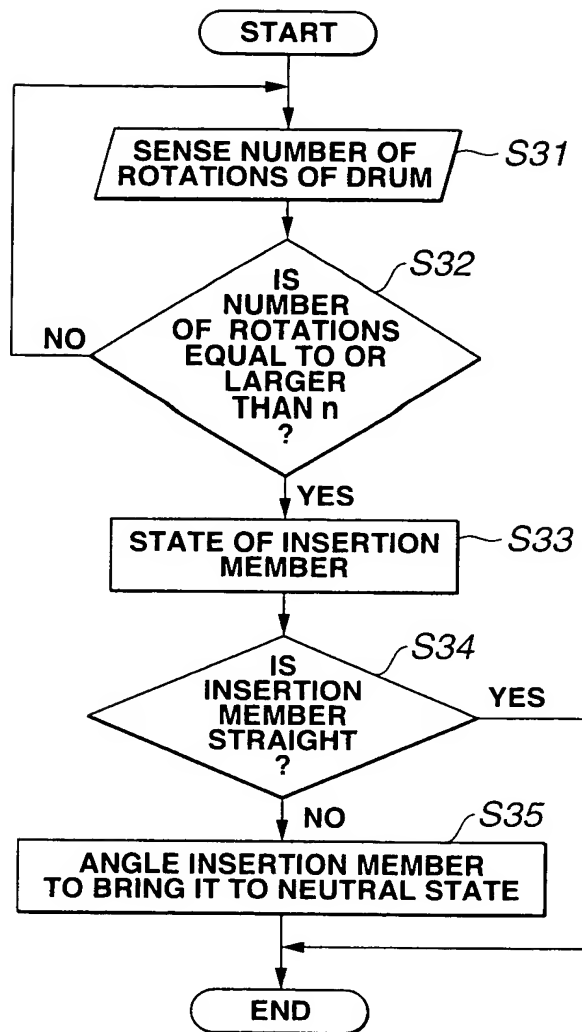 START
SENSE NUMBER OF
ROTATIONS OF DRUM
S31
S32
IS
NUMBER
OF ROTATIONS
EQUAL TO OR
LARGER
THAN n
?
NO
YES
STATE OF INSERTION
MEMBER
S33
S34
IS
INSERTION
MEMBER
STRAIGHT
?
YES
NO
S35
ANGLE INSERTION MEMBER
TO BRING IT TO NEUTRAL STATE
END